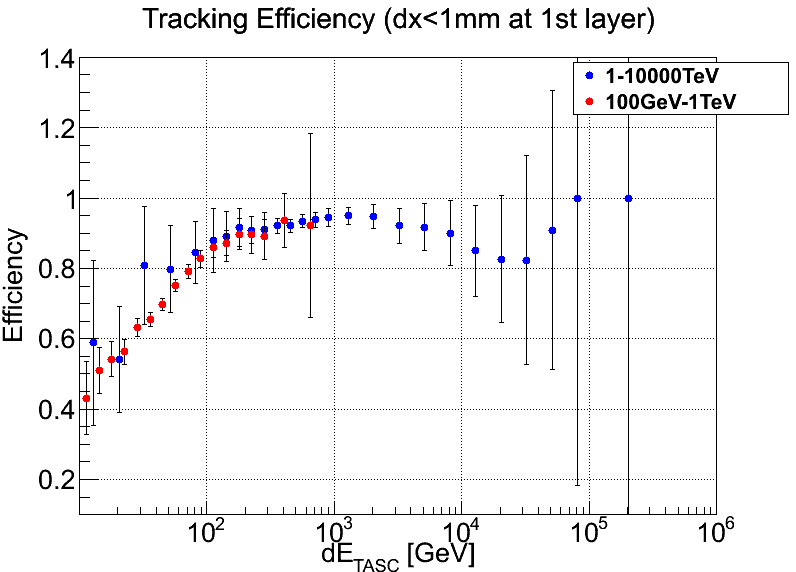 Tracking Efficiency (dx<1mm at 1st layer)
1-10000TeV
100GeV-1TeV
Efficiency
1.4
1.2
1
0.8
0.6
0.4
0.2
10² 10³ 10⁴ 10⁵ 10⁶
dE_TASC [GeV]